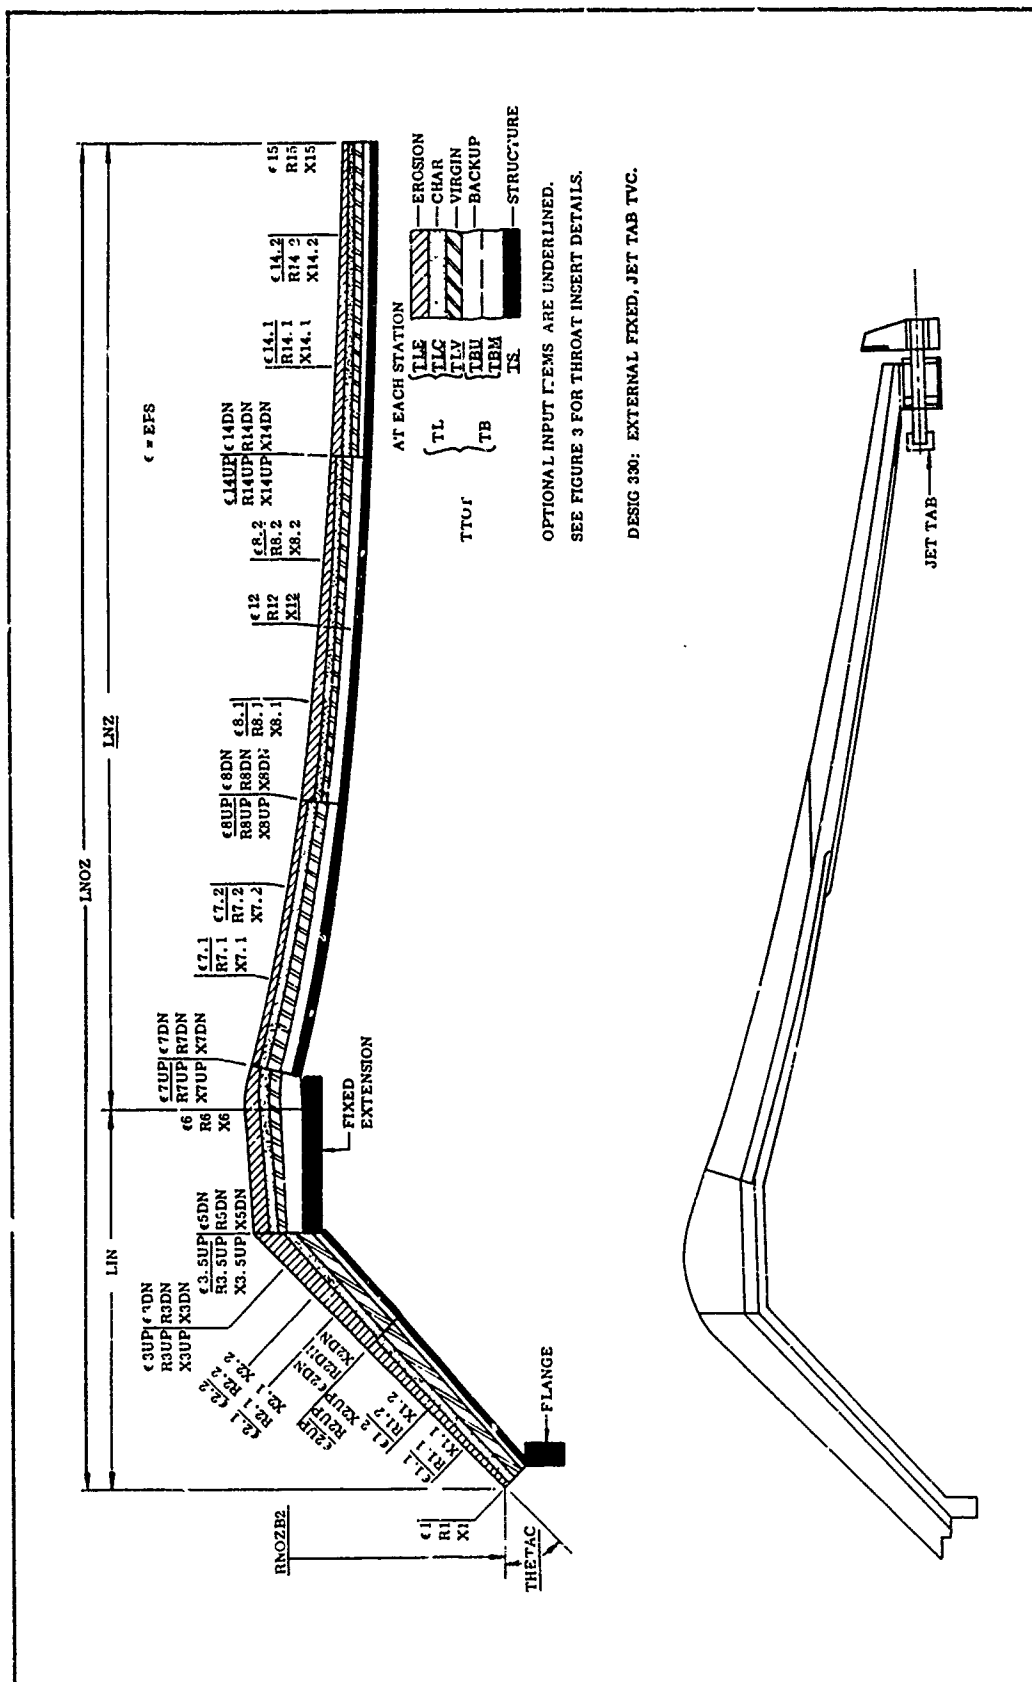 LNOZ
LIN
LNZ
ϵ = EPS
RNOZB2
THETAC
ϵ1
R1
X1
ϵ1.1
R1.1
X1.1
ϵ1.2
R1.2
X1.2
ϵ2UP ϵ2DN
R2UP R2DN
X2UP X2DN
ϵ2.1
R2.1
X2.1
ϵ2.2
R2.2
X2.2
ϵ3UP ϵ3DN
R3UP R3DN
X3UP X3DN
ϵ3.5UP ϵ5DN
R3.5UP R5DN
X3.5UP X5DN
ϵ6
R6
X6
ϵ7UP ϵ7DN
R7UP R7DN
X7UP X7DN
ϵ7.1
R7.1
X7.1
ϵ7.2
R7.2
X7.2
ϵ8UP ϵ8DN
R8UP R8DN
X8UP X8DN
ϵ8.1
R8.1
X8.1
ϵ12
R12
X12
ϵ8.2
R8.2
X8.2
ϵ14UP ϵ14DN
R14UP R14DN
X14UP X14DN
ϵ14.1
R14.1
X14.1
ϵ14.2
R14.2
X14.2
ϵ15
R15
X15
FLANGE
FIXED
EXTENSION
AT EACH STATION
TTOT
TL
TB
TLE
TLC
TLV
TBU
TBM
TS
EROSION
CHAR
VIRGIN
BACKUP
STRUCTURE
OPTIONAL INPUT ITEMS ARE UNDERLINED.
SEE FIGURE 3 FOR THROAT INSERT DETAILS.
DESIG 330: EXTERNAL FIXED, JET TAB TVC.
JET TAB